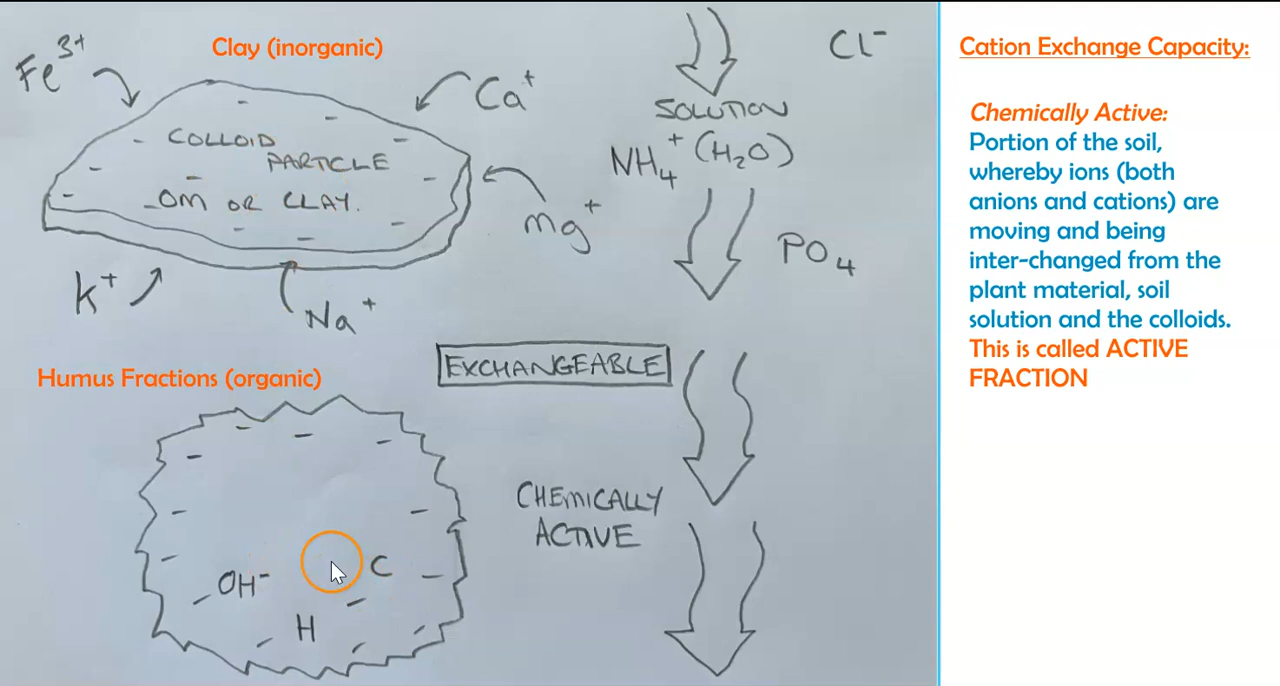 Clay (inorganic)
Fe³⁺
Ca⁺
COLLOID
PARTICLE
OM OR CLAY.
Mg⁺
K⁺
Na⁺
Humus Fractions (organic)
OH⁻
C
H
Cl⁻
SOLUTION
NH₄⁺ (H₂O)
PO₄
EXCHANGEABLE
CHEMICALLY
ACTIVE
Cation Exchange Capacity:
Chemically Active:
Portion of the soil,
whereby ions (both
anions and cations) are
moving and being
inter-changed from the
plant material, soil
solution and the colloids.
This is called ACTIVE
FRACTION